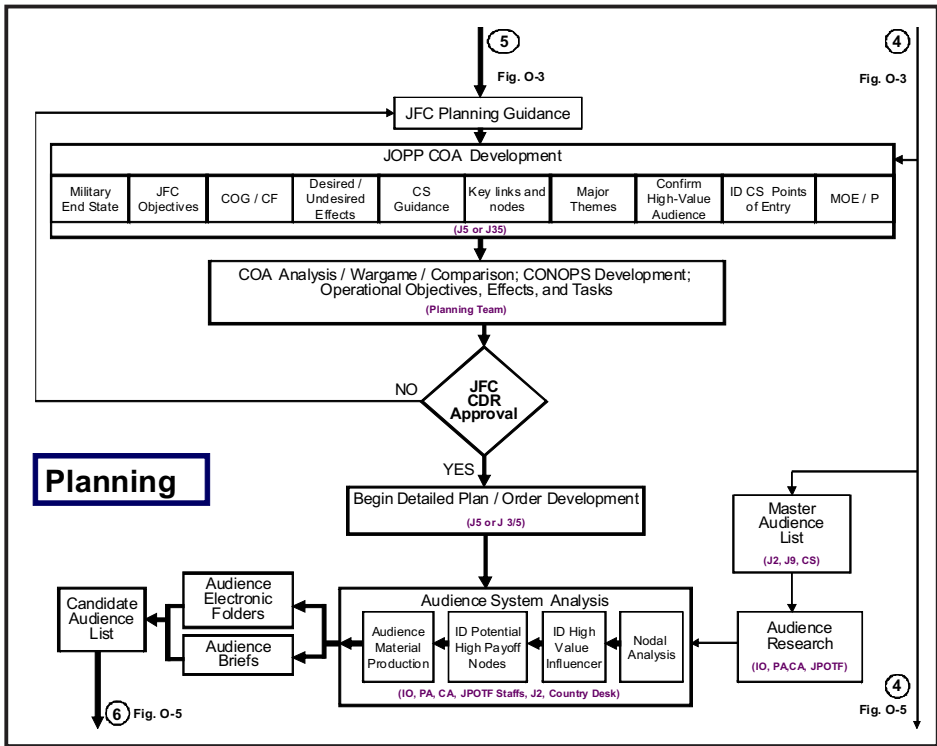 5
4
Fig. O-3
Fig. O-3
JFC Planning Guidance
JOPP COA Development
Military
End State
JFC
Objectives
COG / CF
Desired /
Undesired
Effects
CS
Guidance
Key links and
nodes
Major
Themes
Confirm
High-Value
Audience
ID CS Points
of Entry
MOE / P
(J5 or J35)
COA Analysis / Wargame / Comparison; CONOPS Development;
Operational Objectives, Effects, and Tasks
(Planning Team)
NO
JFC
CDR
Approval
YES
Planning
Begin Detailed Plan / Order Development
(J5 or J 3/5)
Master
Audience
List
(J2, J9, CS)
Audience
Research
(IO, PA,CA, JPOTF)
Audience System Analysis
Nodal
Analysis
ID High
Value
Influencer
ID Potential
High Payoff
Nodes
Audience
Material
Production
(IO, PA, CA, JPOTF Staffs, J2, Country Desk)
Audience
Electronic
Folders
Audience
Briefs
Candidate
Audience
List
6 Fig. O-5
4
Fig. O-5